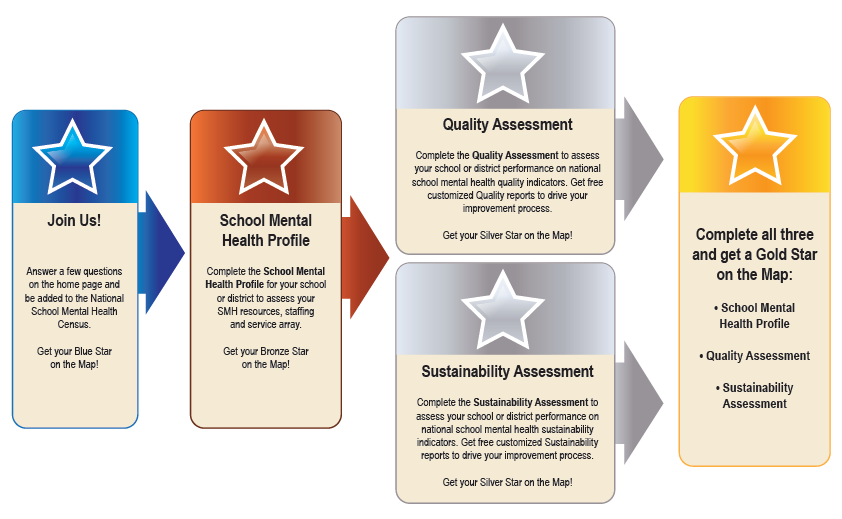 Join Us!
Answer a few questions
on the home page and
be added to the National
School Mental Health
Census.
Get your Blue Star
on the Map!
School Mental
Health Profile
Complete the School Mental
Health Profile for your school
or district to assess your
SMH resources, staffing
and service array.
Get your Bronze Star
on the Map!
Quality Assessment
Complete the Quality Assessment to assess
your school or district performance on national
school mental health quality indicators. Get free
customized Quality reports to drive your
improvement process.
Get your Silver Star on the Map!
Sustainability Assessment
Complete the Sustainability Assessment to
assess your school or district performance on
national school mental health sustainability
indicators. Get free customized Sustainability
reports to drive your improvement process.
Get your Silver Star on the Map!
Complete all three
and get a Gold Star
on the Map:
• School Mental
Health Profile
• Quality Assessment
• Sustainability
Assessment